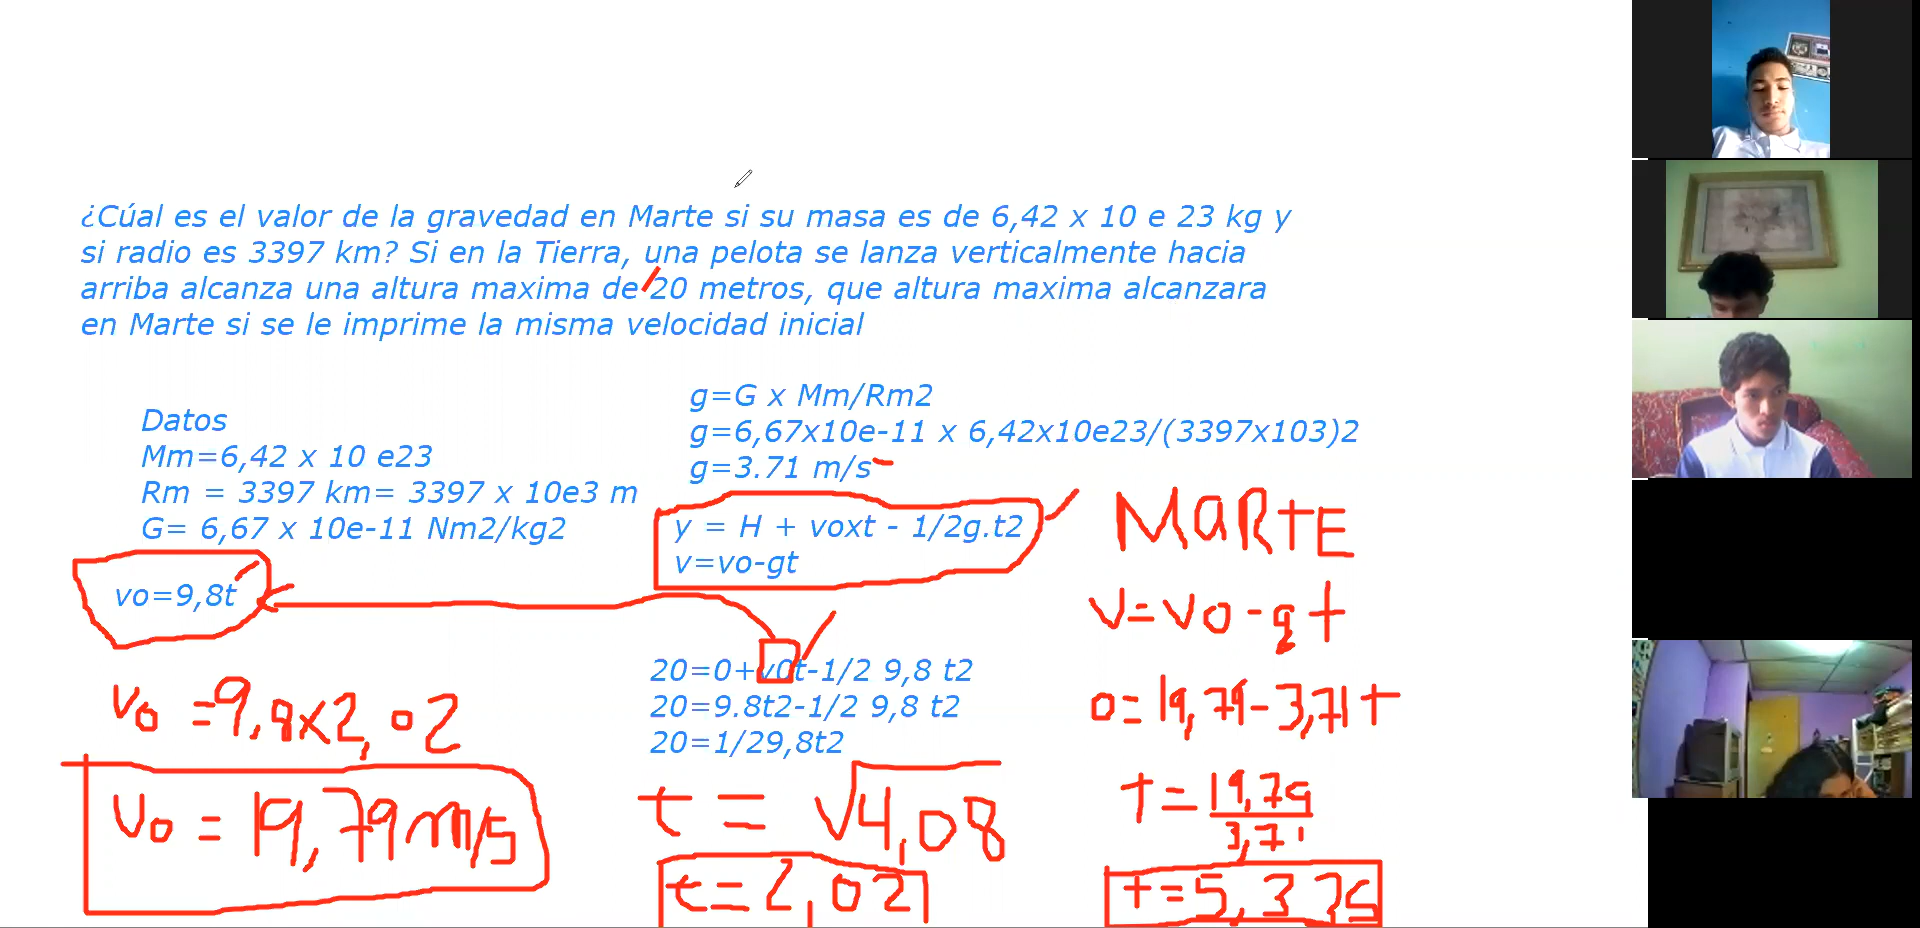 ¿Cúal es el valor de la gravedad en Marte si su masa es de 6,42 x 10 e 23 kg y
si radio es 3397 km? Si en la Tierra, una pelota se lanza verticalmente hacia
arriba alcanza una altura maxima de 20 metros, que altura maxima alcanzara
en Marte si se le imprime la misma velocidad inicial
Datos
Mm=6,42 x 10 e23
Rm = 3397 km= 3397 x 10e3 m
G= 6,67 x 10e-11 Nm2/kg2
vo=9,8t
vo =9,8x2,02
Vo = 19,79 m/s
g=G x Mm/Rm2
g=6,67x10e-11 x 6,42x10e23/(3397x103)2
g=3.71 m/s
y = H + voxt - 1/2g.t2
v=vo-gt
20=0+v0t-1/2 9,8 t2
20=9.8t2-1/2 9,8 t2
20=1/29,8t2
t = √4,08
t=2,02
MaRTE
V=VO-gt
0=19,79-3,71t
t=19,79
3,71
t=5,33s